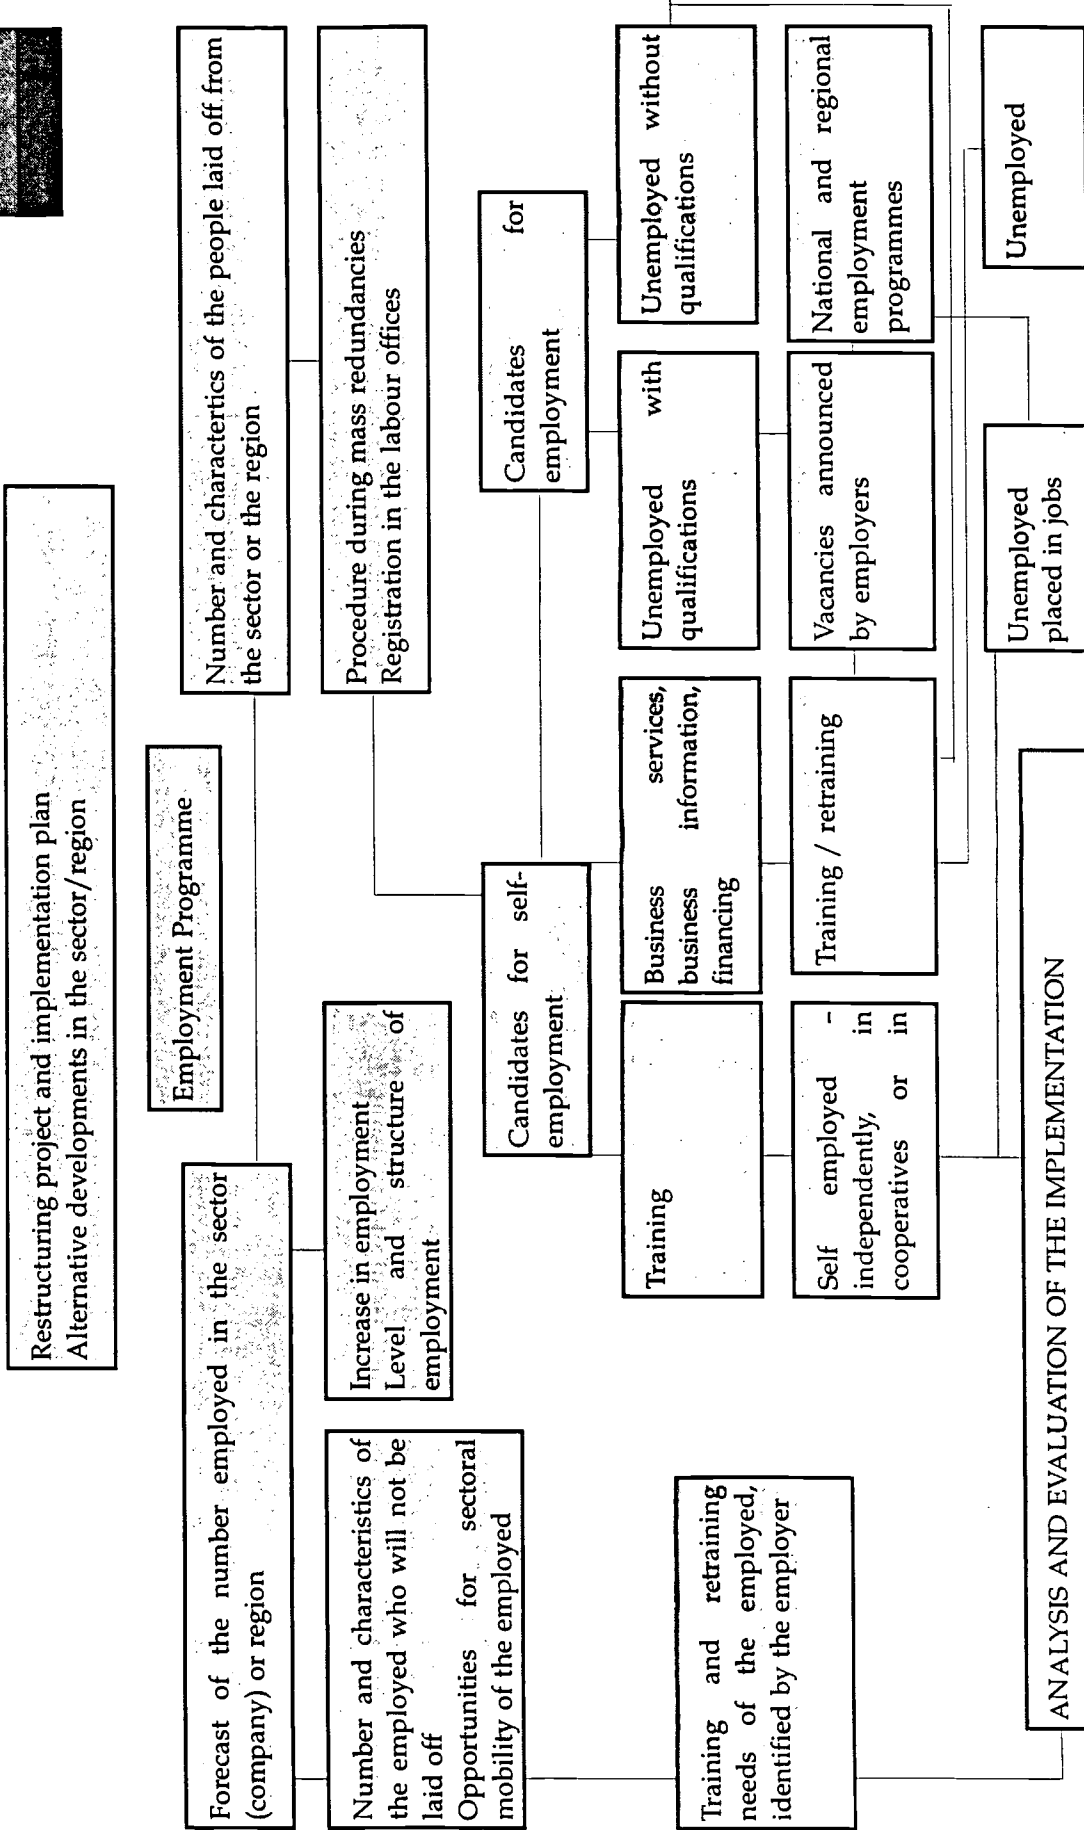 Restructuring project and implementation plan
Alternative developments in the sector/region
Employment Programme
Forecast of the number employed in the sector
(company) or region
Number and charactertics of the people laid off from
the sector or the region
Number and characteristics of
the employed who will not be
laid off
Opportunities for sectoral
mobility of the employed
Increase in employment
Level and structure of
employment
Procedure during mass redundancies
Registration in the labour offices
Candidates for self-
employment
Candidates for
employment
Training and retraining
needs of the employed,
identified by the employer
Training
Business services,
business information,
financing
Unemployed with
qualifications
Unemployed without
qualifications
Self employed –
independently, in
cooperatives or in
Training / retraining
Vacancies announced
by employers
National and regional
employment
programmes
Unemployed
placed in jobs
Unemployed
ANALYSIS AND EVALUATION OF THE IMPLEMENTATION